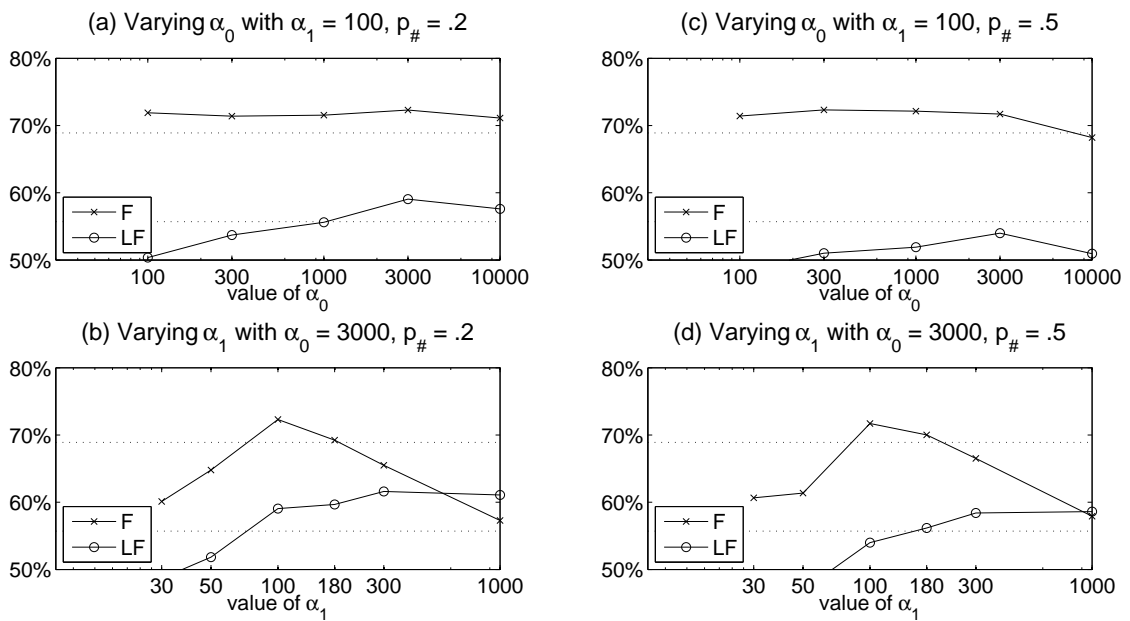 (a) Varying α0 with α1 = 100, p# = .2
80%
70%
60%
50%
F
LF
100 300 1000 3000 10000
value of α0
(c) Varying α0 with α1 = 100, p# = .5
80%
70%
60%
50%
F
LF
100 300 1000 3000 10000
value of α0
(b) Varying α1 with α0 = 3000, p# = .2
80%
70%
60%
50%
F
LF
30 50 100 180 300 1000
value of α1
(d) Varying α1 with α0 = 3000, p# = .5
80%
70%
60%
50%
F
LF
30 50 100 180 300 1000
value of α1